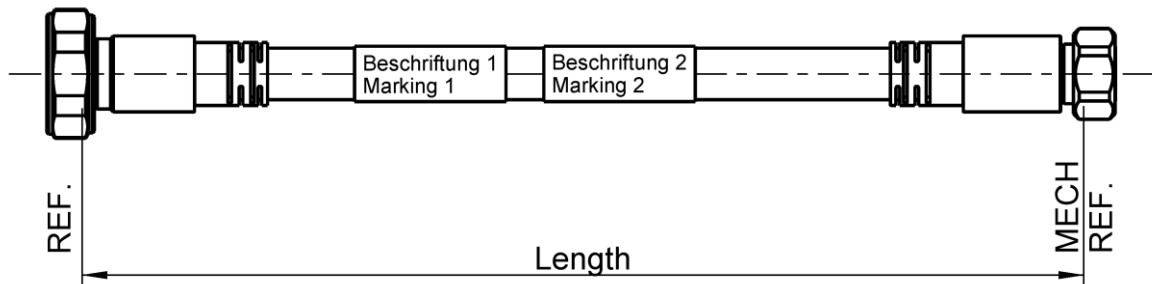 Beschriftung 1
Marking 1
Beschriftung 2
Marking 2
REF.
MECH
REF.
Length